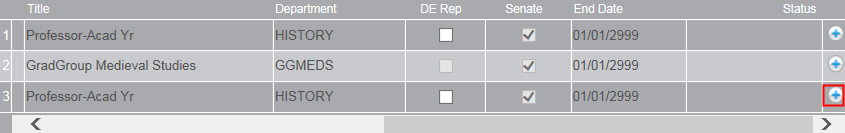 Title Department DE Rep Senate End Date Status
1 Professor-Acad Yr HISTORY 01/01/2999
2 GradGroup Medieval Studies GGMEDS 01/01/2999
3 Professor-Acad Yr HISTORY 01/01/2999